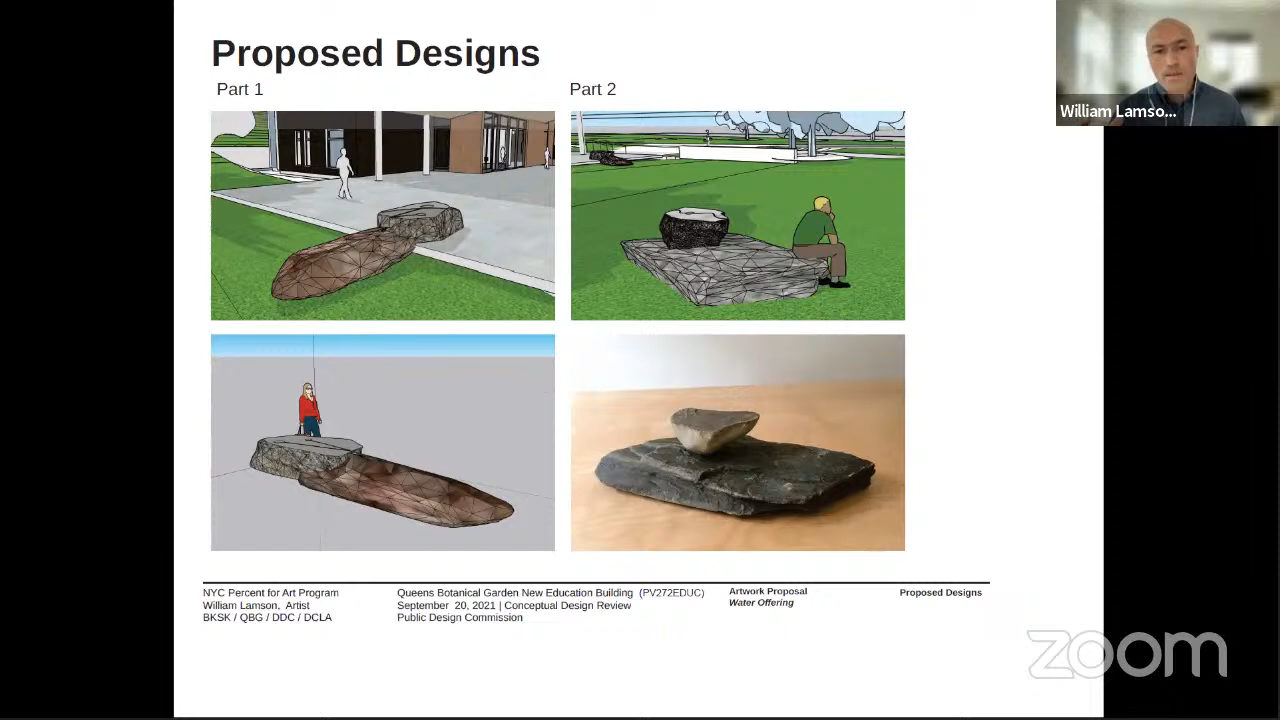 Proposed Designs
Part 1
Part 2
William Lamso...
NYC Percent for Art Program
William Lamson, Artist
BKSK / QBG / DDC / DCLA
Queens Botanical Garden New Education Building (PV272EDUC)
September 20, 2021 | Conceptual Design Review
Public Design Commission
Artwork Proposal
Water Offering
Proposed Designs
zoom